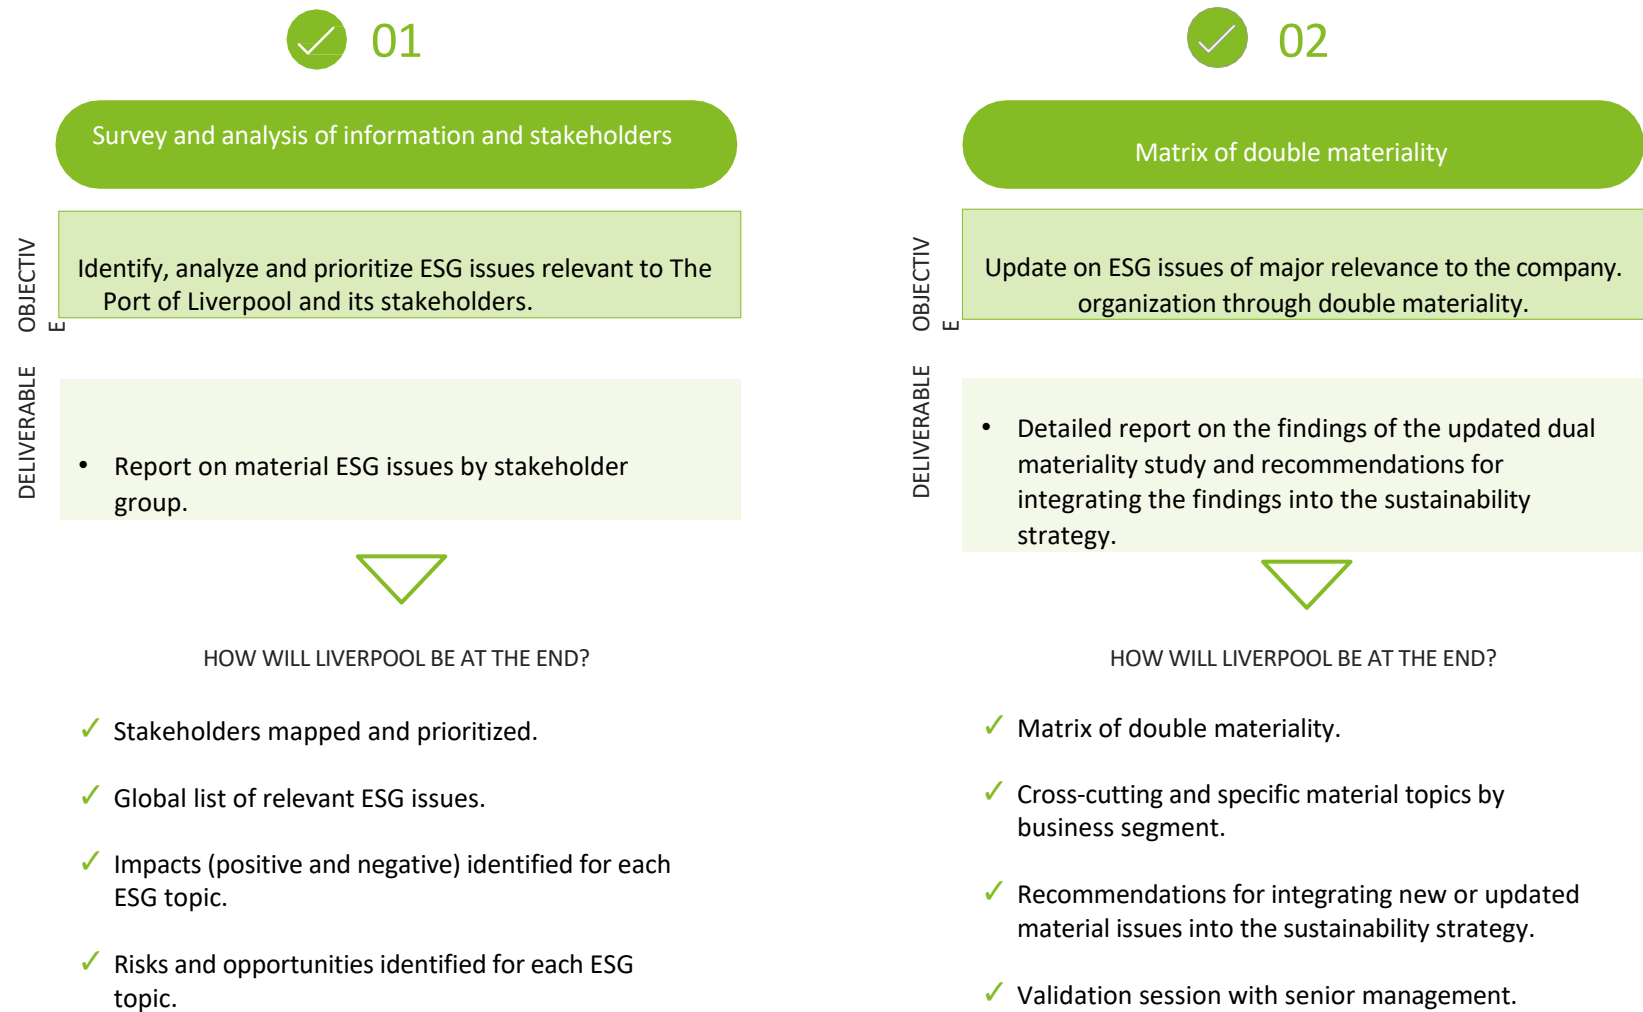 01
Survey and analysis of information and stakeholders
OBJECTIV
E
Identify, analyze and prioritize ESG issues relevant to The
Port of Liverpool and its stakeholders.
DELIVERABLE
• Report on material ESG issues by stakeholder
group.
HOW WILL LIVERPOOL BE AT THE END?
✓ Stakeholders mapped and prioritized.
✓ Global list of relevant ESG issues.
✓ Impacts (positive and negative) identified for each
ESG topic.
✓ Risks and opportunities identified for each ESG
topic.
02
Matrix of double materiality
OBJECTIV
E
Update on ESG issues of major relevance to the company.
organization through double materiality.
DELIVERABLE
• Detailed report on the findings of the updated dual
materiality study and recommendations for
integrating the findings into the sustainability
strategy.
HOW WILL LIVERPOOL BE AT THE END?
✓ Matrix of double materiality.
✓ Cross-cutting and specific material topics by
business segment.
✓ Recommendations for integrating new or updated
material issues into the sustainability strategy.
✓ Validation session with senior management.